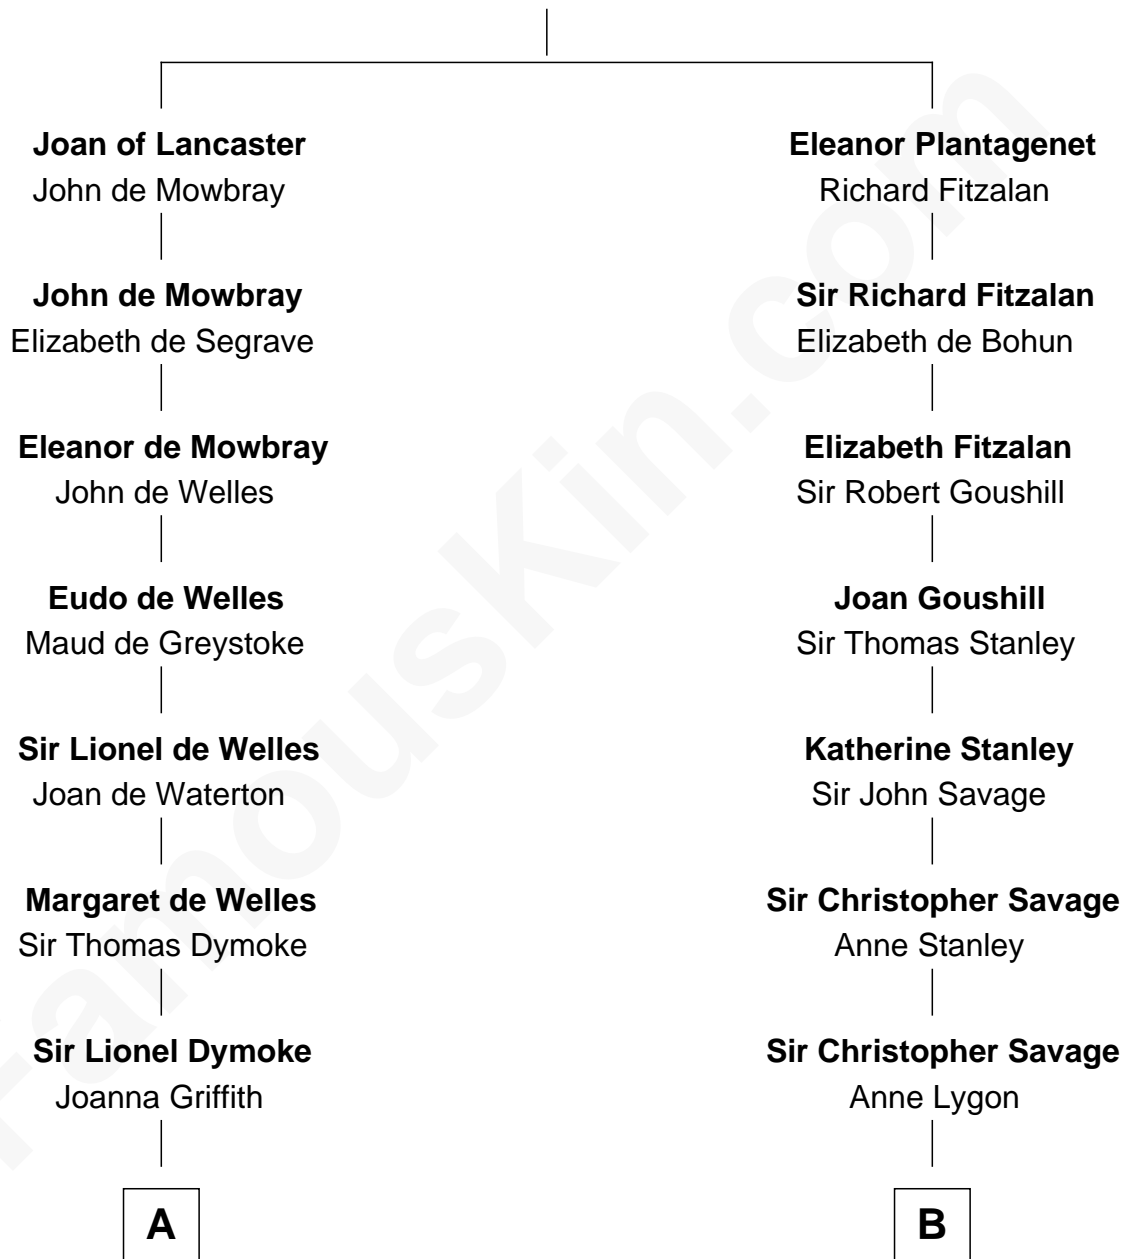 Joan of Lancaster
John de Mowbray
John de Mowbray
Elizabeth de Segrave
Eleanor de Mowbray
John de Welles
Eudo de Welles
Maud de Greystoke
Sir Lionel de Welles
Joan de Waterton
Margaret de Welles
Sir Thomas Dymoke
Sir Lionel Dymoke
Joanna Griffith
A
Eleanor Plantagenet
Richard Fitzalan
Sir Richard Fitzalan
Elizabeth de Bohun
Elizabeth Fitzalan
Sir Robert Goushill
Joan Goushill
Sir Thomas Stanley
Katherine Stanley
Sir John Savage
Sir Christopher Savage
Anne Stanley
Sir Christopher Savage
Anne Lygon
B
FamousKin.com